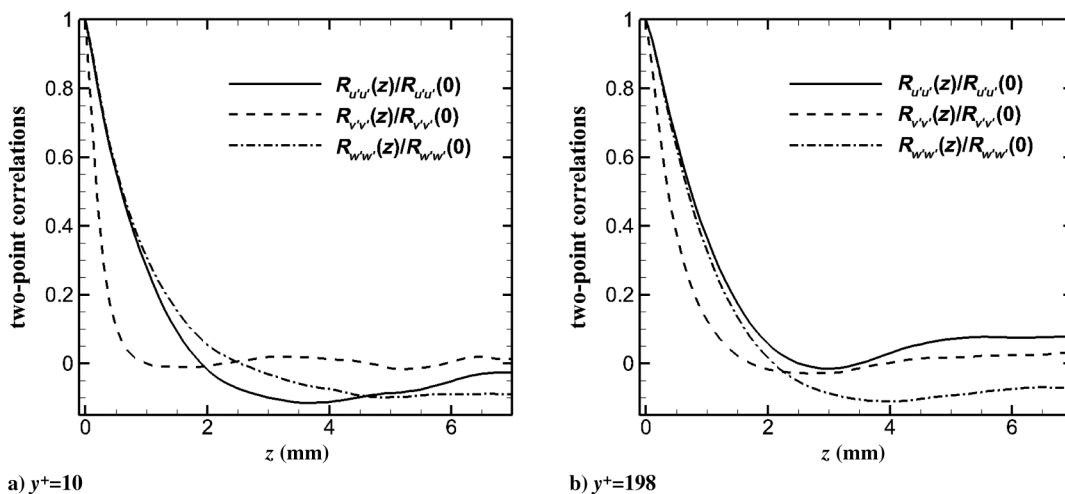 1
0.8
0.6
0.4
0.2
0
two-point correlations
R_{u'u'}(z)/R_{u'u'}(0)
R_{v'v'}(z)/R_{v'v'}(0)
R_{w'w'}(z)/R_{w'w'}(0)
0 2 4 6
z (mm)
a) y^+=10
1
0.8
0.6
0.4
0.2
0
two-point correlations
R_{u'u'}(z)/R_{u'u'}(0)
R_{v'v'}(z)/R_{v'v'}(0)
R_{w'w'}(z)/R_{w'w'}(0)
0 2 4 6
z (mm)
b) y^+=198